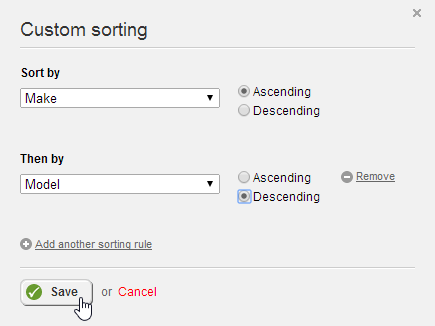 Custom sorting
Sort by
Make
Ascending
Descending
Then by
Model
Ascending
Remove
Descending
Add another sorting rule
Save or Cancel